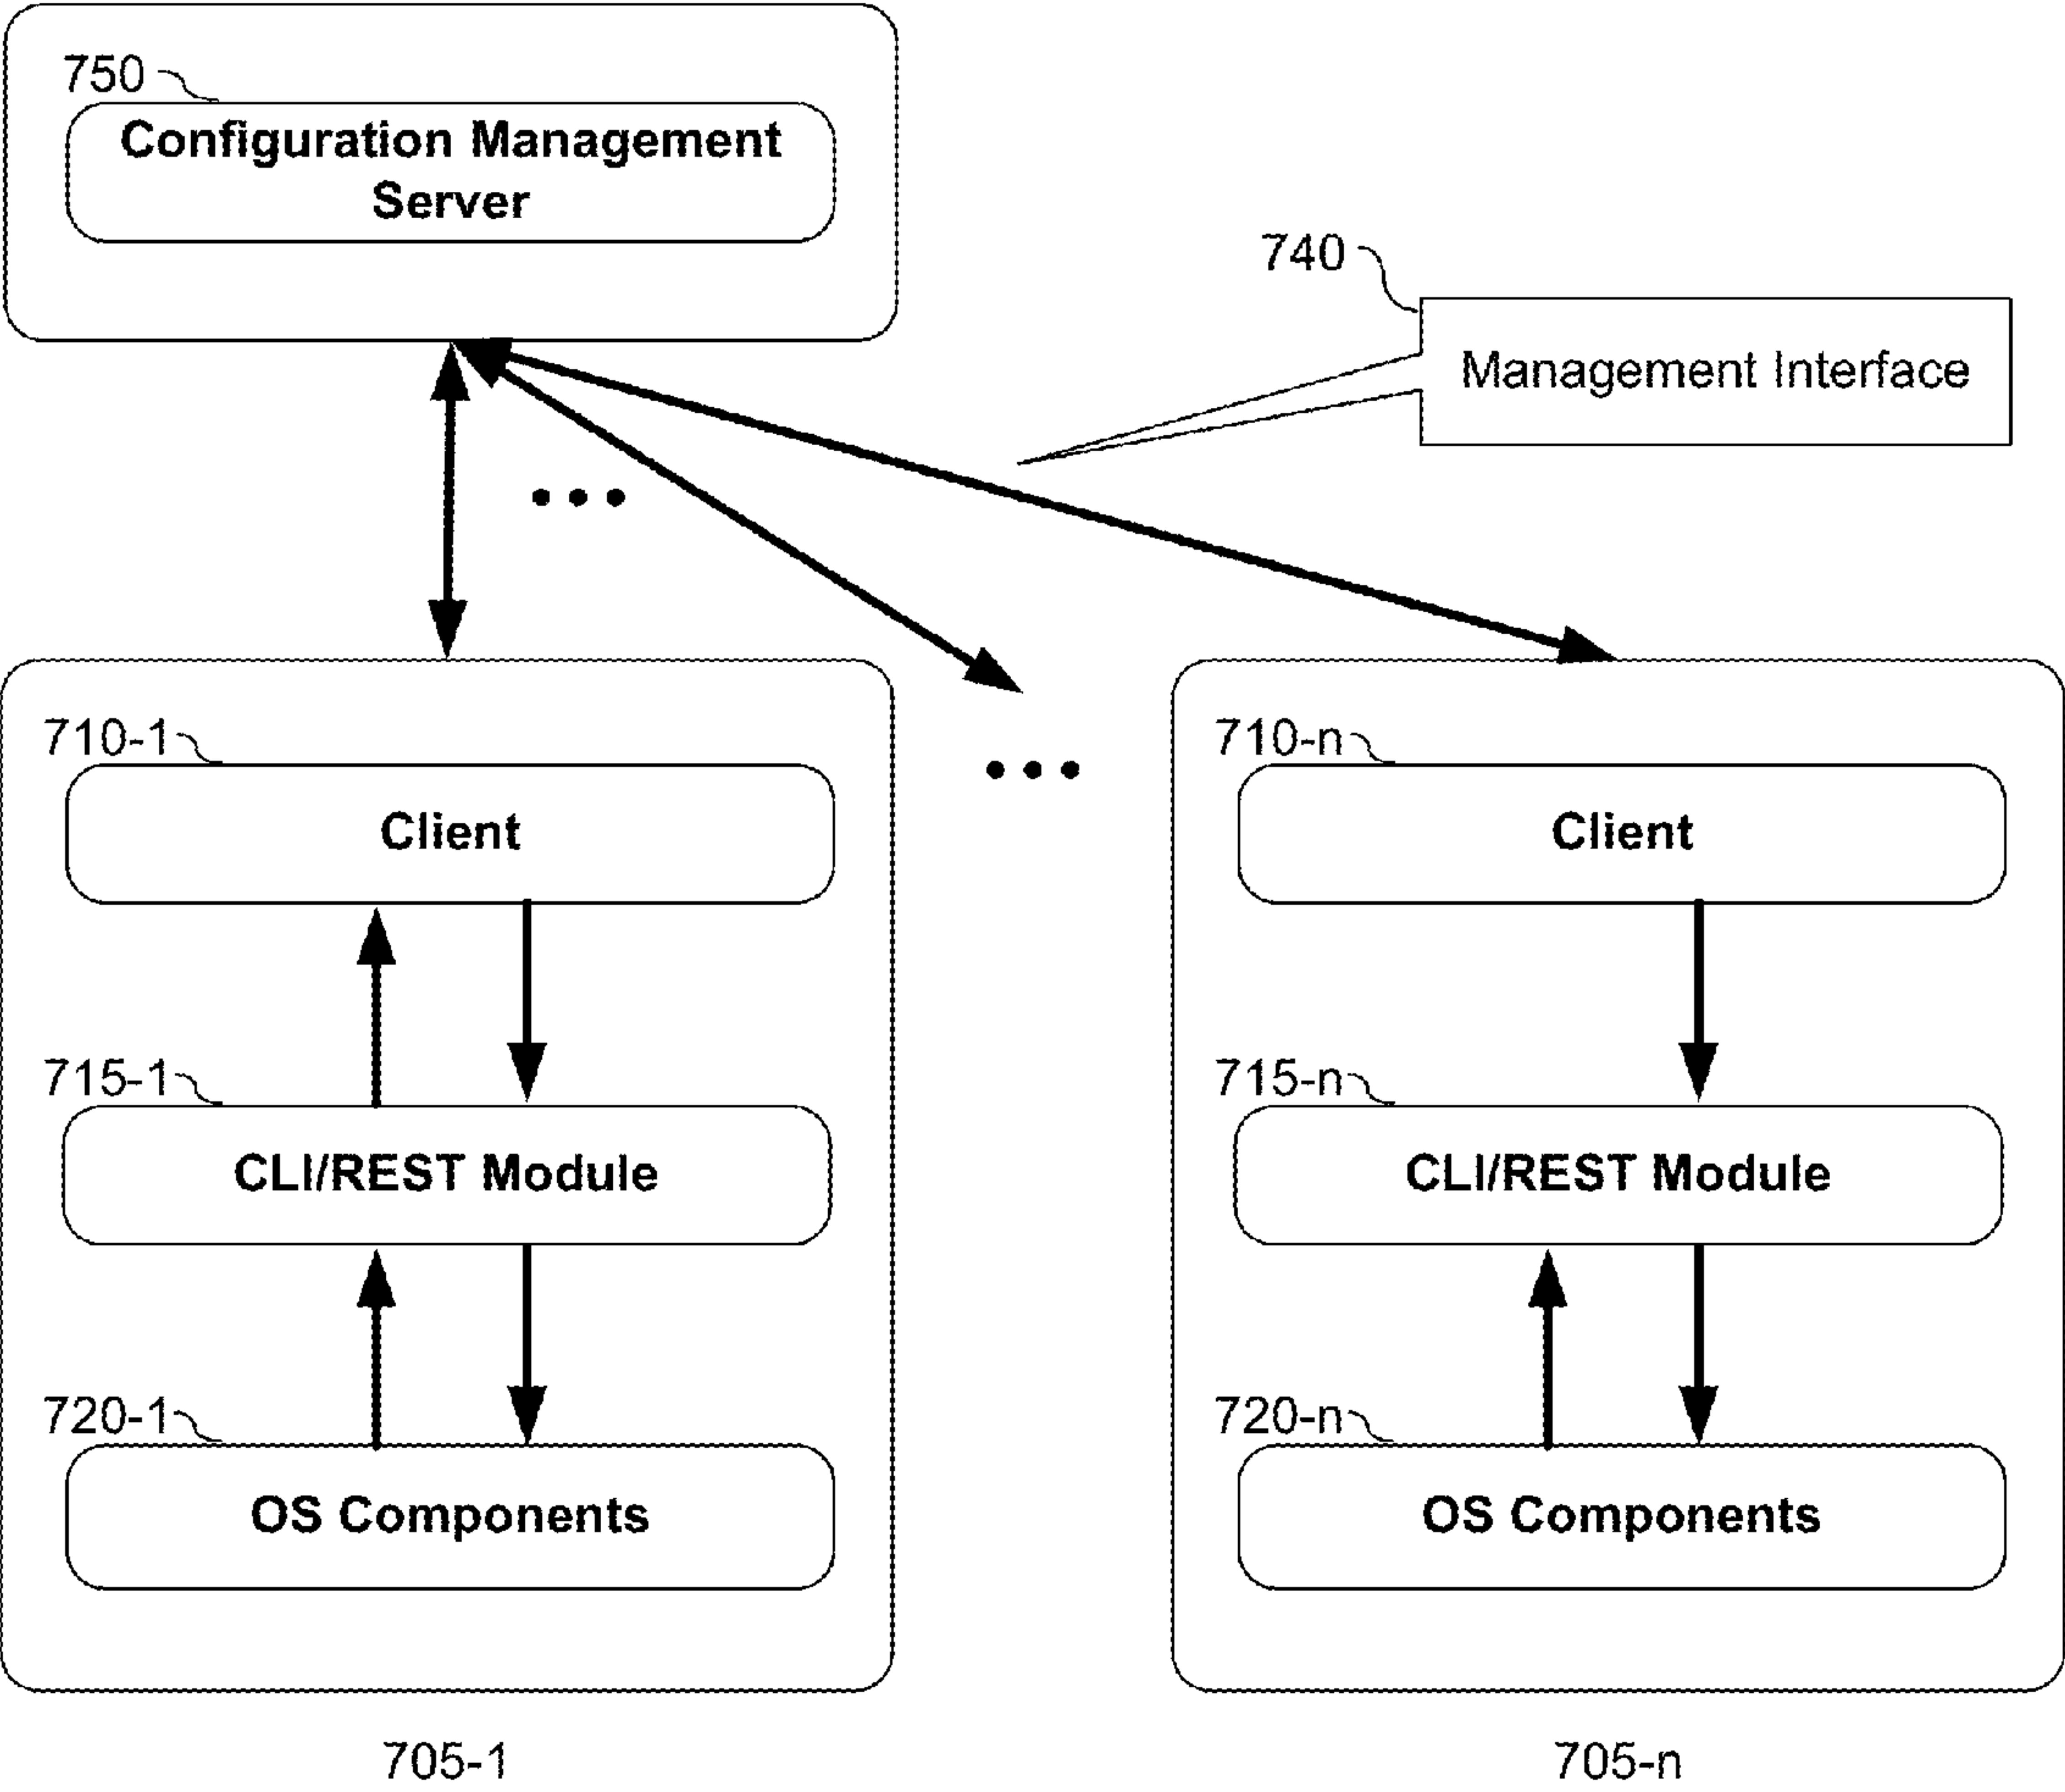 750
Configuration Management
Server
740
Management Interface
710-1
Client
715-1
CLI/REST Module
720-1
OS Components
705-1
710-n
Client
715-n
CLI/REST Module
720-n
OS Components
705-n